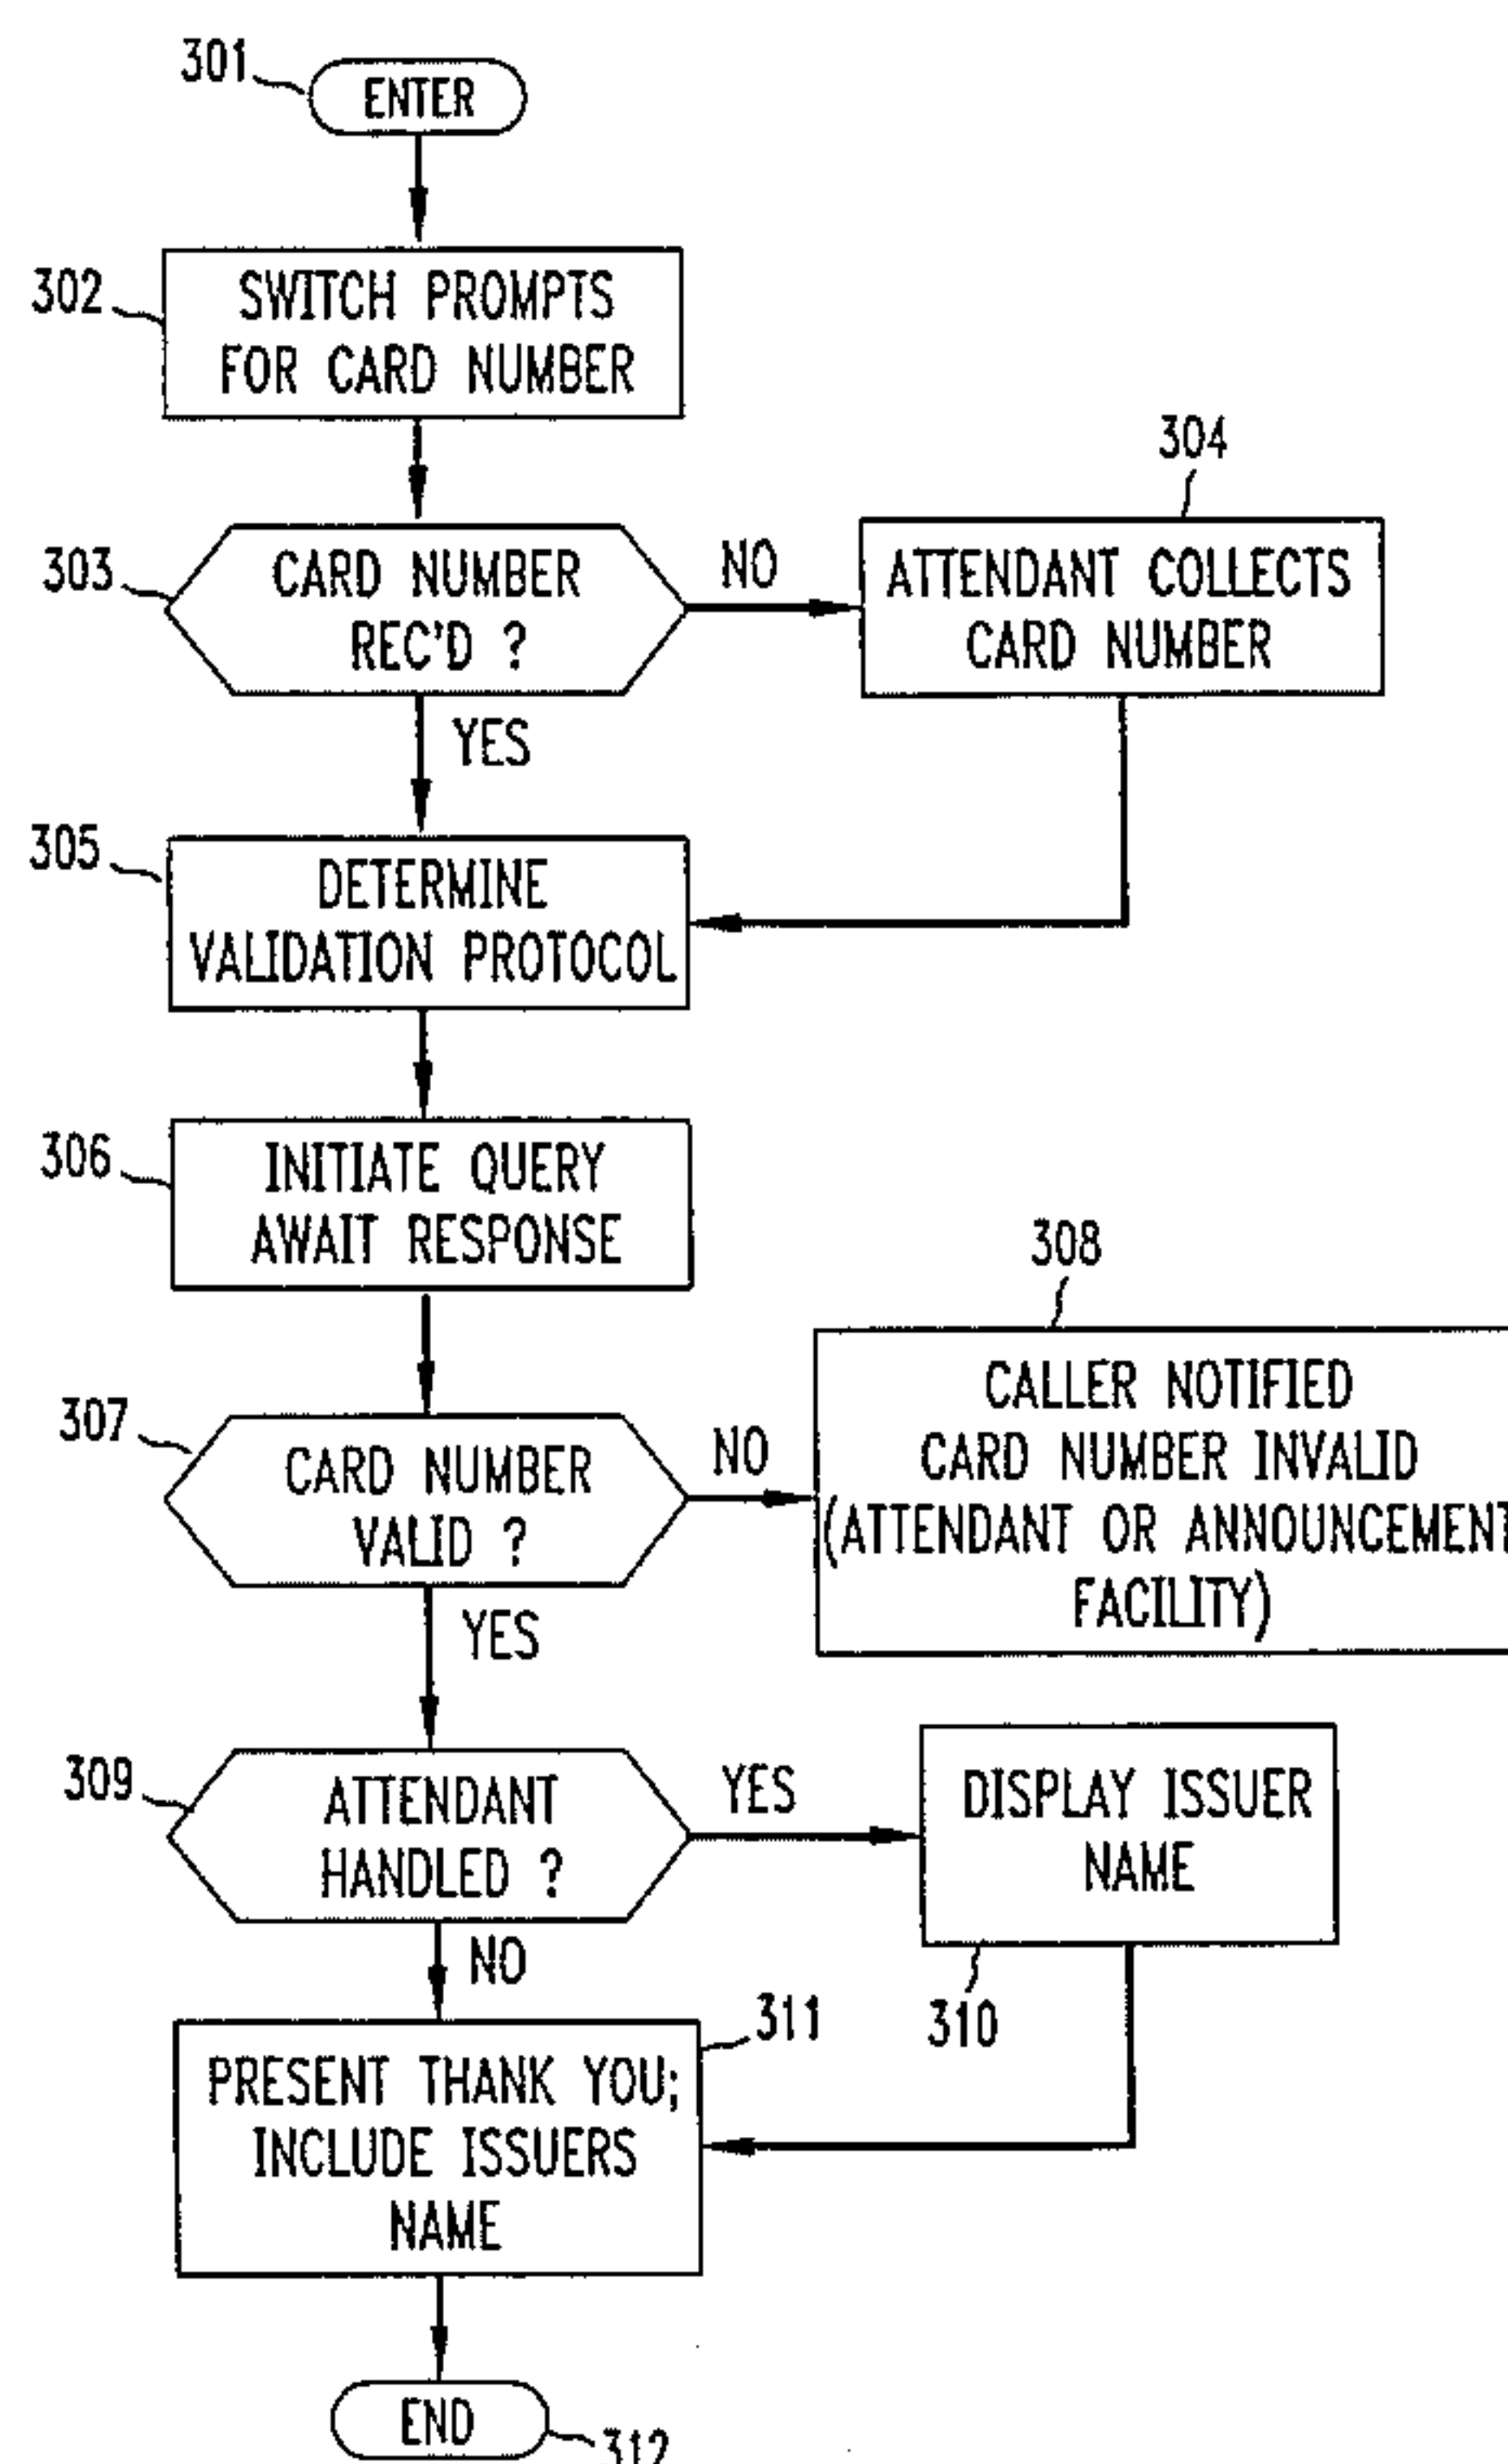 301
ENTER
302
SWITCH PROMPTS
FOR CARD NUMBER
303
CARD NUMBER
REC'D ?
NO
304
ATTENDANT COLLECTS
CARD NUMBER
YES
305
DETERMINE
VALIDATION PROTOCOL
306
INITIATE QUERY
AWAIT RESPONSE
307
CARD NUMBER
VALID ?
NO
308
CALLER NOTIFIED
CARD NUMBER INVALID
(ATTENDANT OR ANNOUNCEMENT
FACILITY)
YES
309
ATTENDANT
HANDLED ?
YES
DISPLAY ISSUER
NAME
310
NO
311
PRESENT THANK YOU;
INCLUDE ISSUERS
NAME
END
312